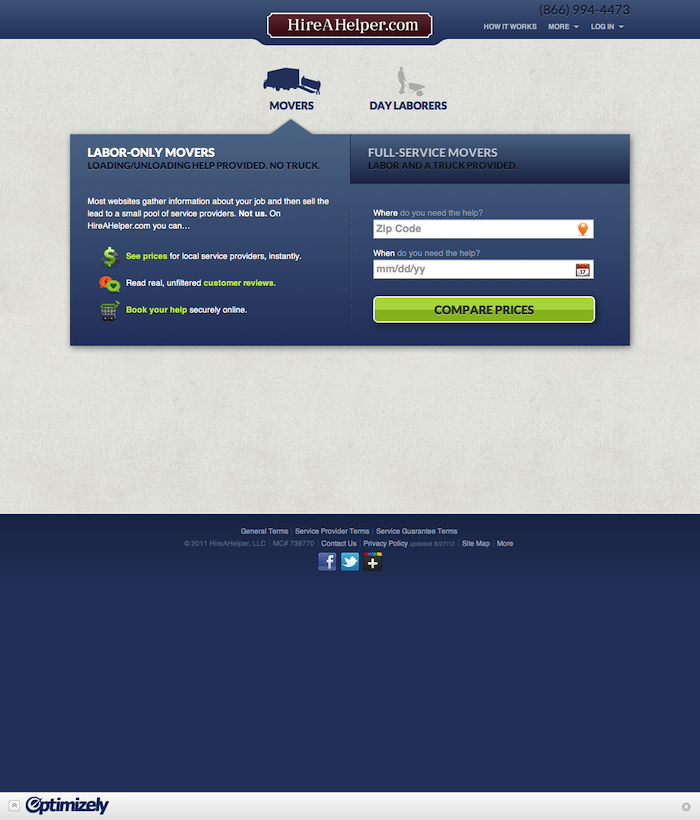 (866) 994-4473
HireAHelper.com
HOW IT WORKS MORE LOG IN
MOVERS DAY LABORERS
LABOR-ONLY MOVERS
LOADING/UNLOADING HELP PROVIDED. NO TRUCK.
FULL-SERVICE MOVERS
LABOR AND A TRUCK PROVIDED.
Most websites gather information about your job and then sell the
lead to a small pool of service providers. Not us. On
HireAHelper.com you can...
See prices for local service providers, instantly.
Read real, unfiltered customer reviews.
Book your help securely online.
Where do you need the help?
Zip Code
When do you need the help?
mm/dd/yy
17
COMPARE PRICES
General Terms | Service Provider Terms | Service Guarantee Terms
© 2011 HireAHelper, LLC | MC# 739770 | Contact Us | Privacy Policy updated 8/27/12 | Site Map | More
Optimizely